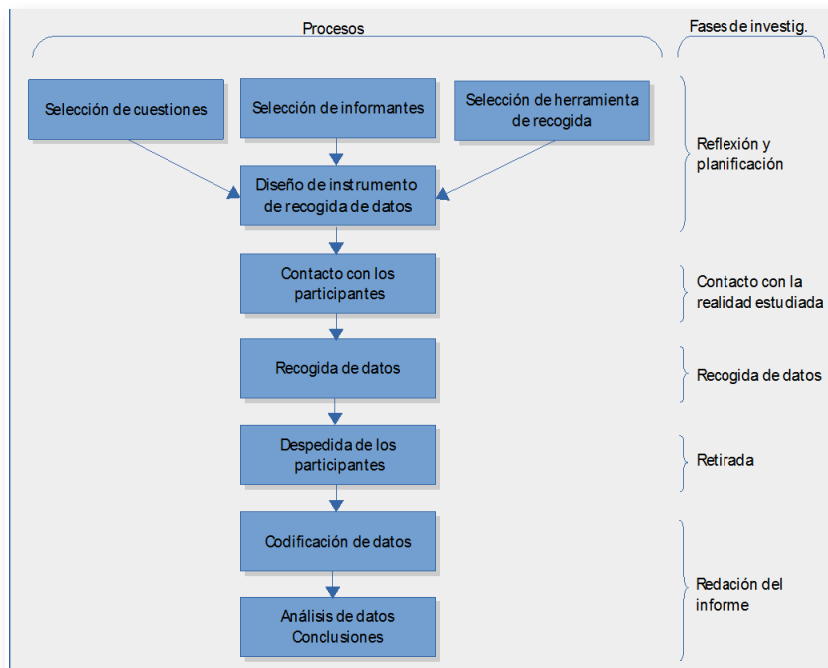 Procesos
Fases de investig.
Selección de cuestiones
Selección de informantes
Selección de herramienta
de recogida
Reflexión y
planificación
Diseño de instrumento
de recogida de datos
Contacto con los
participantes
Contacto con la
realidad estudiada
Recogida de datos
Recogida de datos
Despedida de los
participantes
Retirada
Codificación de datos
Redación del
informe
Análisis de datos
Conclusiones